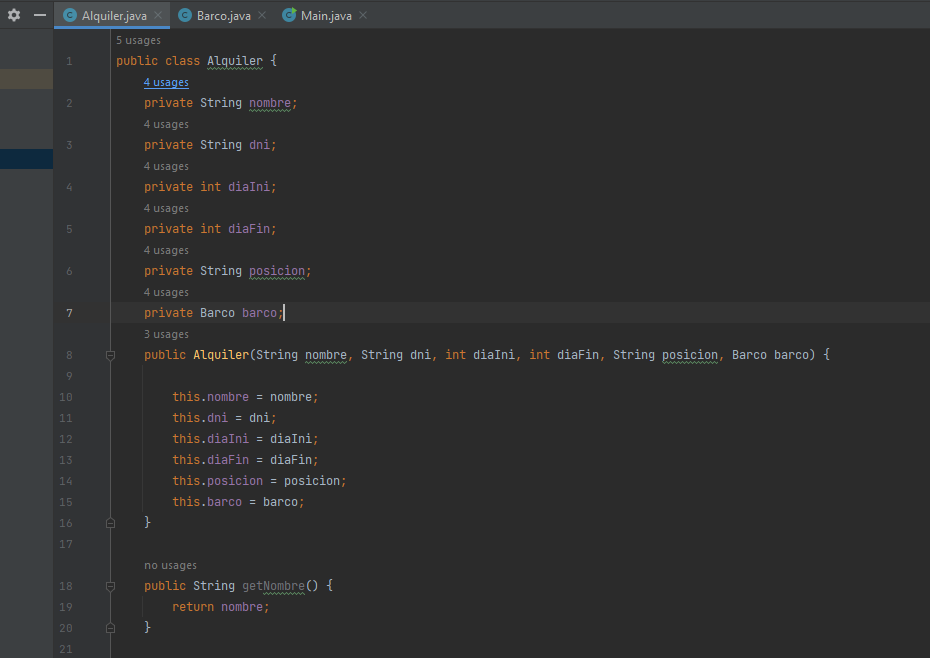 Alquiler.java Barco.java Main.java
5 usages
1 public class Alquiler {
4 usages
2 private String nombre;
4 usages
3 private String dni;
4 usages
4 private int diaIni;
4 usages
5 private int diaFin;
4 usages
6 private String posicion;
4 usages
7 private Barco barco;
3 usages
8 public Alquiler(String nombre, String dni, int diaIni, int diaFin, String posicion, Barco barco) {
9
10 this.nombre = nombre;
11 this.dni = dni;
12 this.diaIni = diaIni;
13 this.diaFin = diaFin;
14 this.posicion = posicion;
15 this.barco = barco;
16 }
17
no usages
18 public String getNombre() {
19 return nombre;
20 }
21